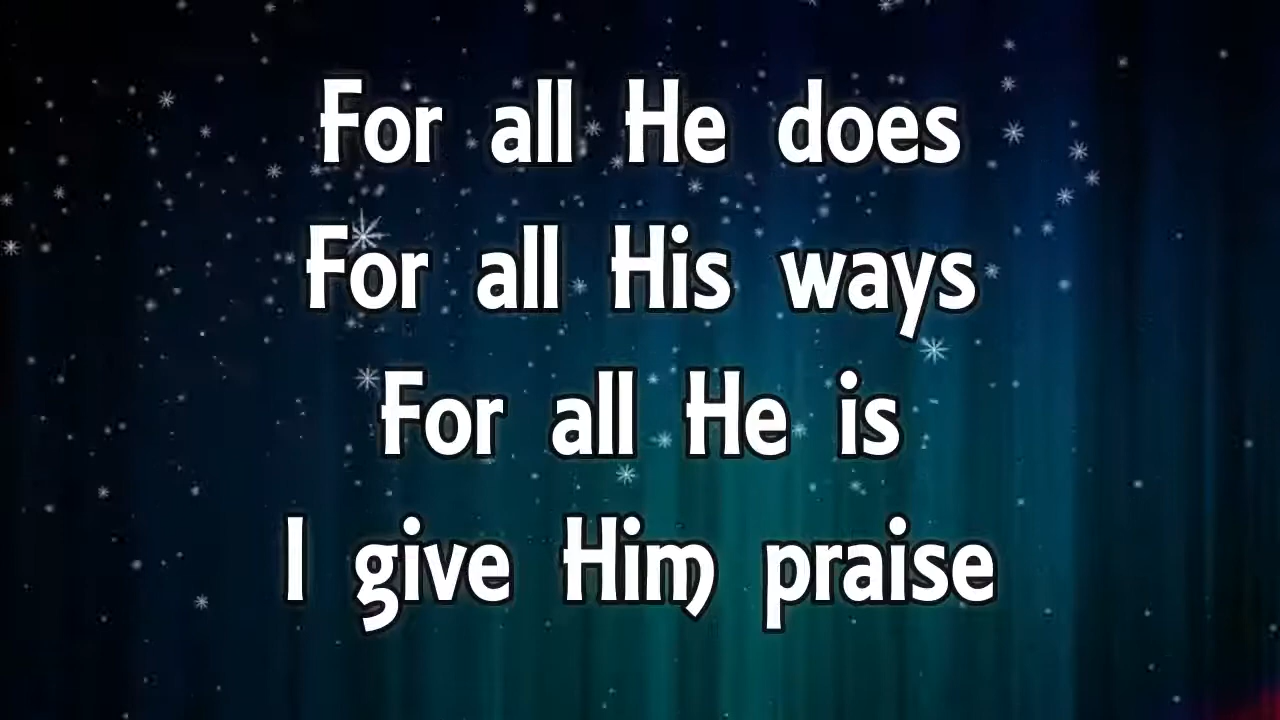 For all He does
For all His ways
For all He is
I give Him praise